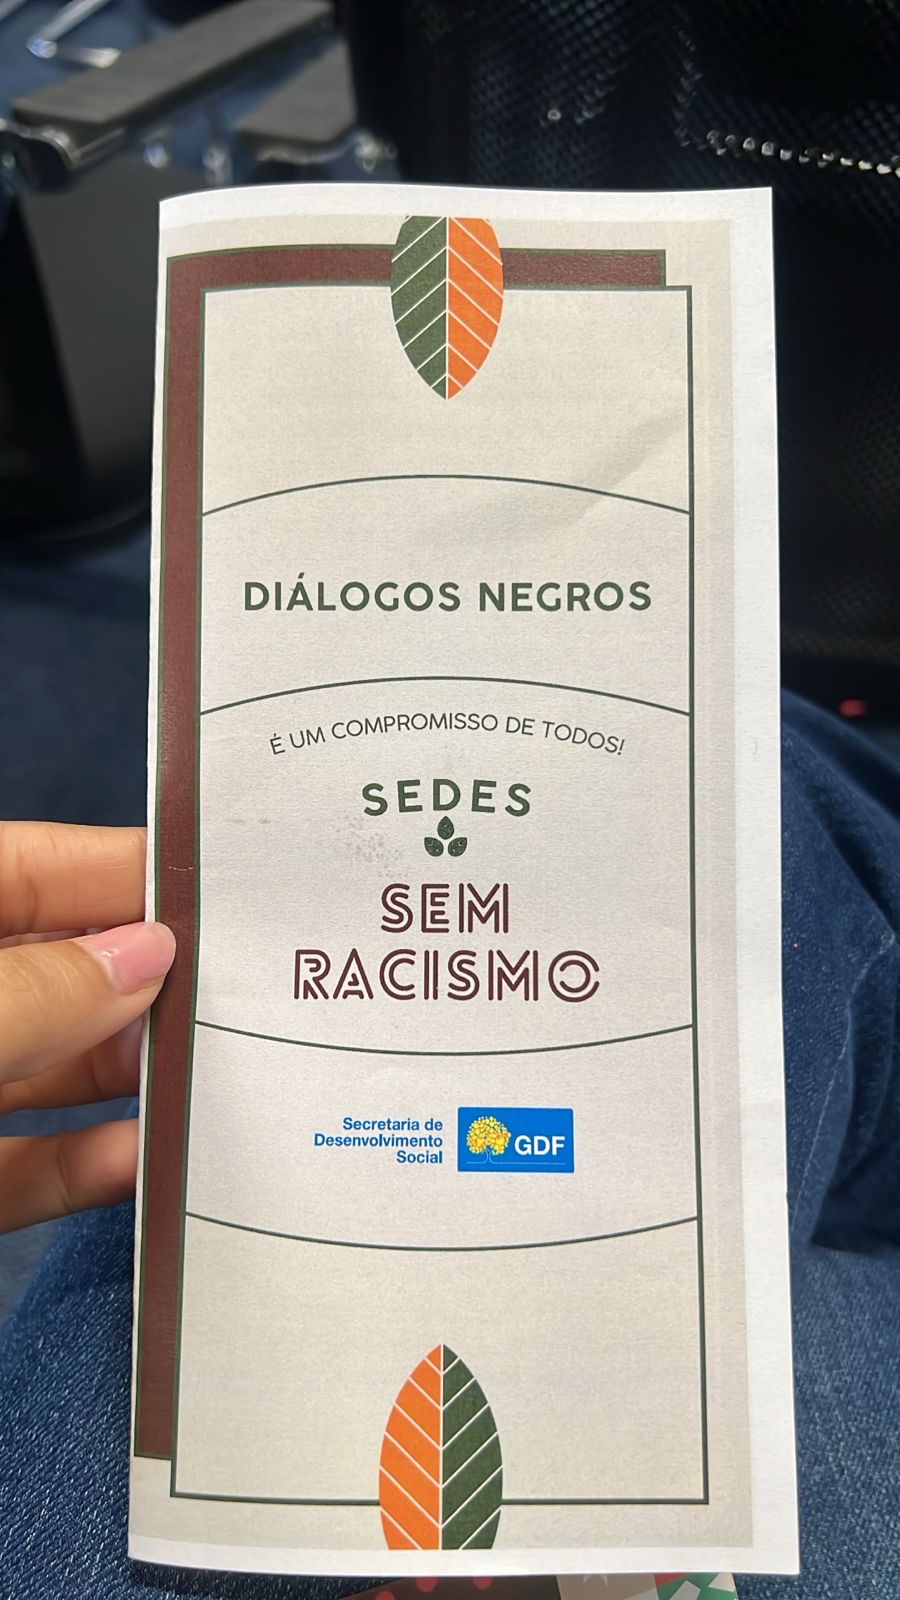 DIÁLOGOS NEGROS
É UM COMPROMISSO DE TODOS!
SEDES
SEM
RACISMO
Secretaria de
Desenvolvimento
Social
GDF